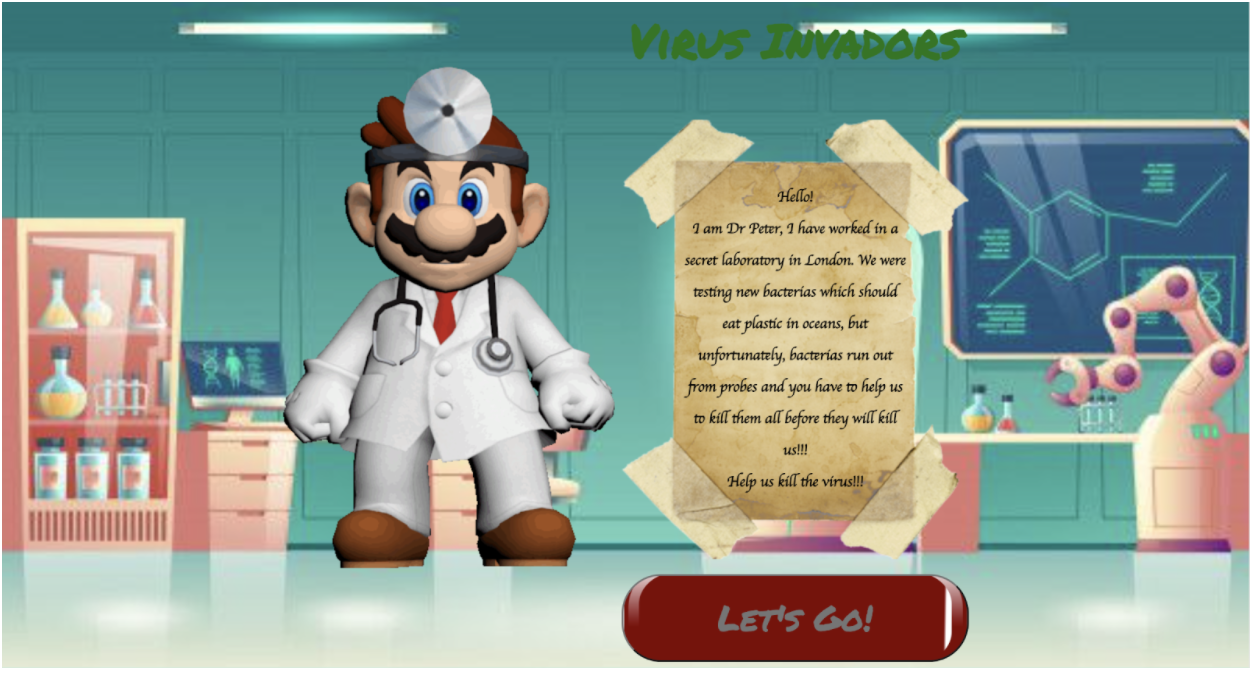 Virus Invadors
Hello!
I am Dr Peter, I have worked in a
secret laboratory in London. We were
testing new bacterias which should
eat plastic in oceans, but
unfortunately, bacterias run out
from probes and you have to help us
to kill them all before they will kill
us!!!
Help us kill the virus!!!
Let's Go!